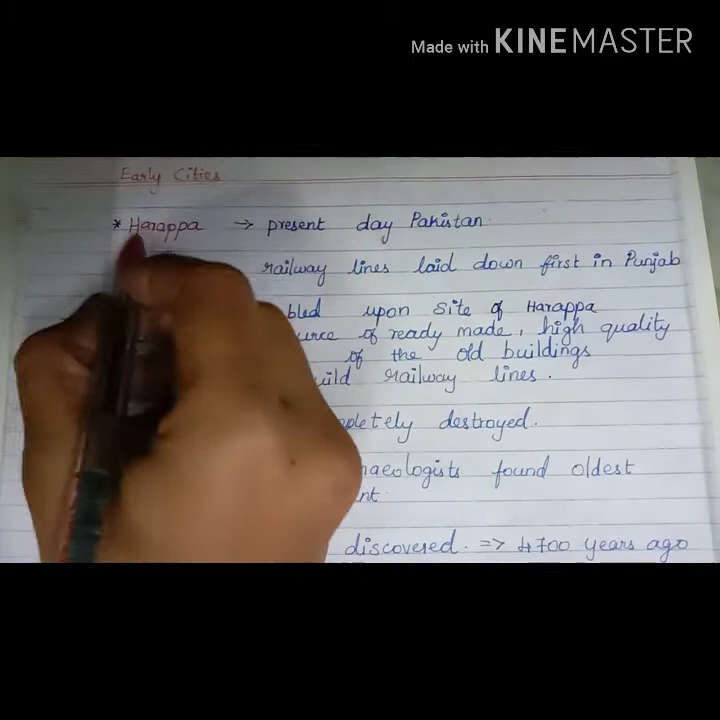 Made with KINEMASTER
Early Cities
* Harappa → present day Pakistan.
railway lines laid down first in Punjab
upon site of Harappa
of ready made, high quality
of the old buildings
railway lines.
destroyed.
found oldest
discovered. => 4700 years ago